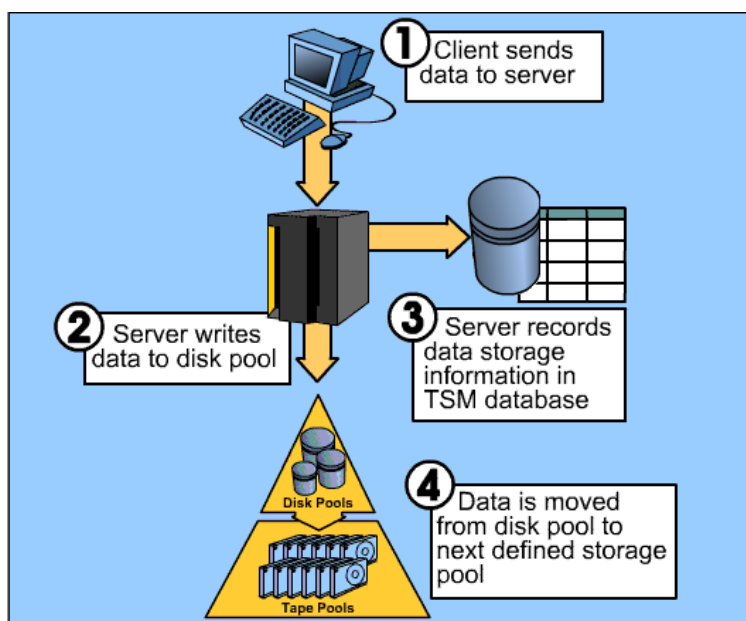 1
Client sends
data to server
2
Server writes
data to disk pool
3
Server records
data storage
information in
TSM database
Disk Pools
4
Data is moved
from disk pool to
next defined storage
pool
Tape Pools